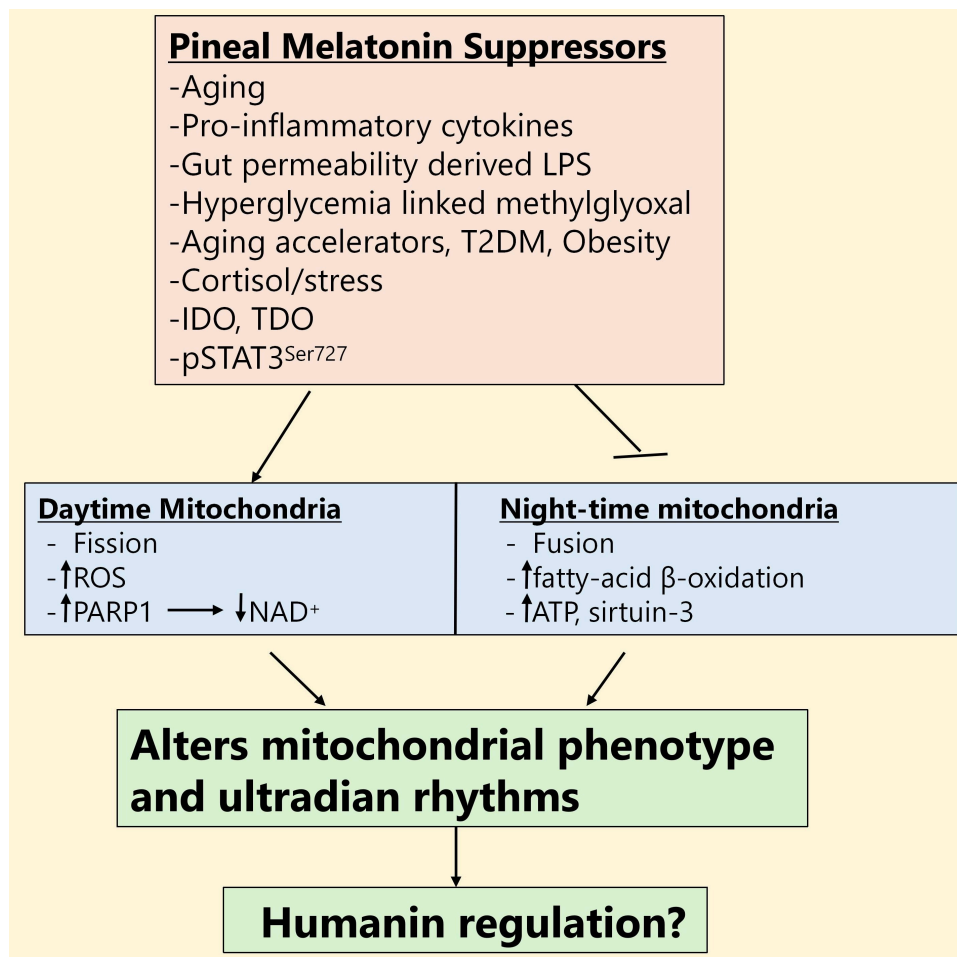 Pineal Melatonin Suppressors
-Aging
-Pro-inflammatory cytokines
-Gut permeability derived LPS
-Hyperglycemia linked methylglyoxal
-Aging accelerators, T2DM, Obesity
-Cortisol/stress
-IDO, TDO
-pSTAT3ˢᵉʳ⁷²⁷
Daytime Mitochondria
- Fission
-↑ROS
-↑PARP1 → ↓NAD⁺
Night-time mitochondria
- Fusion
-↑fatty-acid β-oxidation
-↑ATP, sirtuin-3
Alters mitochondrial phenotype
and ultradian rhythms
Humanin regulation?